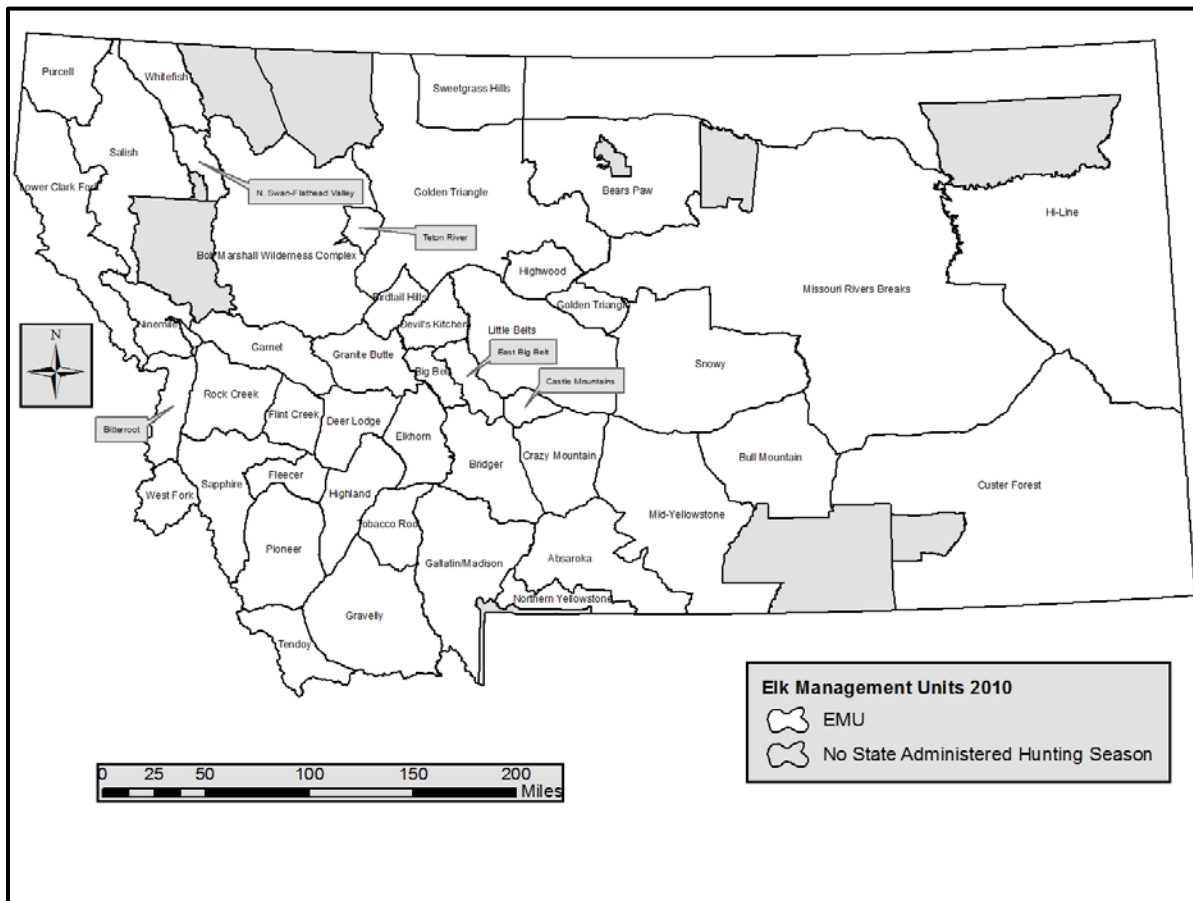 Purcell
Whitefish
Sweetgrass Hills
Salish
N. Swan-Flathead Valley
Lower Clark Fork
Golden Triangle
Bears Paw
Hi-Line
Teton River
Bob Marshall Wilderness Complex
Highwood
Missouri Rivers Breaks
Birdtail Hills
Golden Triangle
Ninemile
Devil's Kitchen
Little Belts
Garnet
Granite Butte
East Big Belt
Snowy
Big Belt
Castle Mountains
N
Rock Creek
Flint Creek
Deer Lodge
Bitterroot
Elkhorn
Bridger
Crazy Mountain
Bull Mountain
West Fork
Sapphire
Fleecer
Highland
Custer Forest
Mid-Yellowstone
Tobacco Root
Pioneer
Gallatin/Madison
Absaroka
Northern Yellowstone
Gravelly
Tendoy
Elk Management Units 2010
EMU
No State Administered Hunting Season
0 25 50 100 150 200
Miles